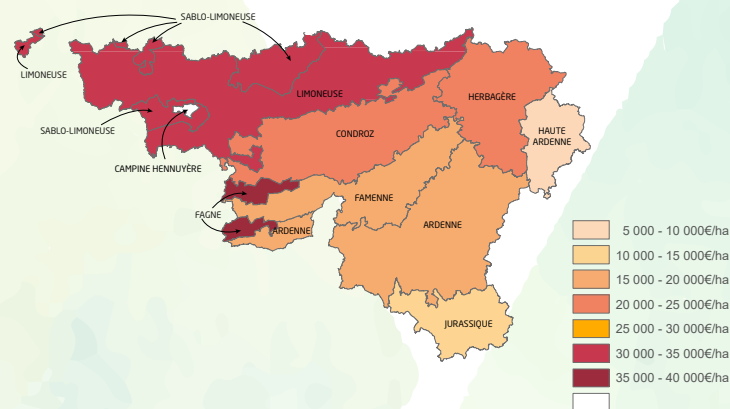 SABLO-LIMONEUSE
LIMONEUSE
LIMONEUSE
HERBAGÈRE
SABLO-LIMONEUSE
CONDROZ
HAUTE
ARDENNE
CAMPINE HENNUYÈRE
FAMENNE
FAGNE
ARDENNE
ARDENNE
JURASSIQUE
5 000 - 10 000€/ha
10 000 - 15 000€/ha
15 000 - 20 000€/ha
20 000 - 25 000€/ha
25 000 - 30 000€/ha
30 000 - 35 000€/ha
35 000 - 40 000€/ha